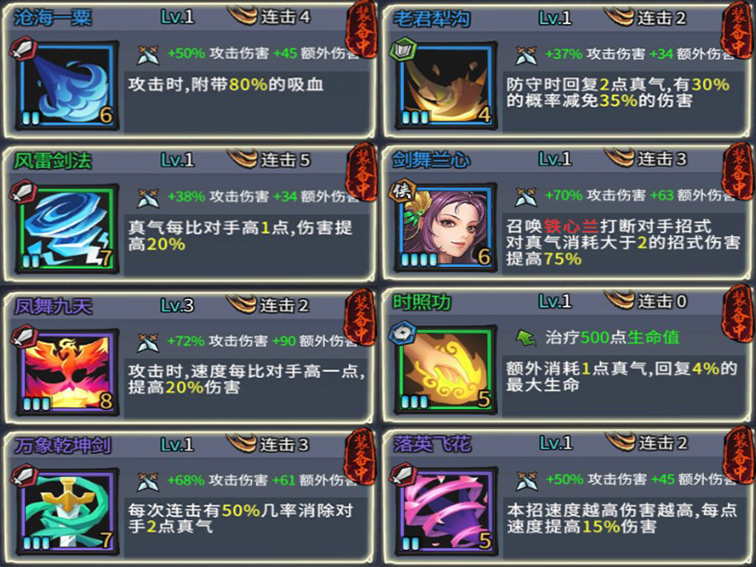 沧海一粟 Lv.1 连击4
装备中
+50% 攻击伤害 +45 额外伤害
攻击时,附带80%的吸血
6
老君犁沟 Lv.1 连击2
装备中
+37% 攻击伤害 +34 额外伤害
防守时回复2点真气,有30%
的概率减免35%的伤害
4
风雷剑法 Lv.1 连击5
装备中
+38% 攻击伤害 +34 额外伤害
真气每比对手高1点,伤害提
高20%
7
剑舞兰心 Lv.1 连击3
装备中
侠
+70% 攻击伤害 +63 额外伤害
召唤铁心兰打断对手招式
对真气消耗大于2的招式伤害
提高75%
6
凤舞九天 Lv.3 连击2
装备中
+72% 攻击伤害 +90 额外伤害
攻击时,速度每比对手高一点,
提高20%伤害
8
时照功 Lv.1 连击0
装备中
治疗500点生命值
额外消耗1点真气,回复4%的
最大生命
5
万象乾坤剑 Lv.1 连击3
装备中
+68% 攻击伤害 +61 额外伤害
每次连击有50%几率消除对
手2点真气
7
落英飞花 Lv.1 连击2
装备中
+50% 攻击伤害 +45 额外伤害
本招速度越高伤害越高,每点
速度提高15%伤害
5